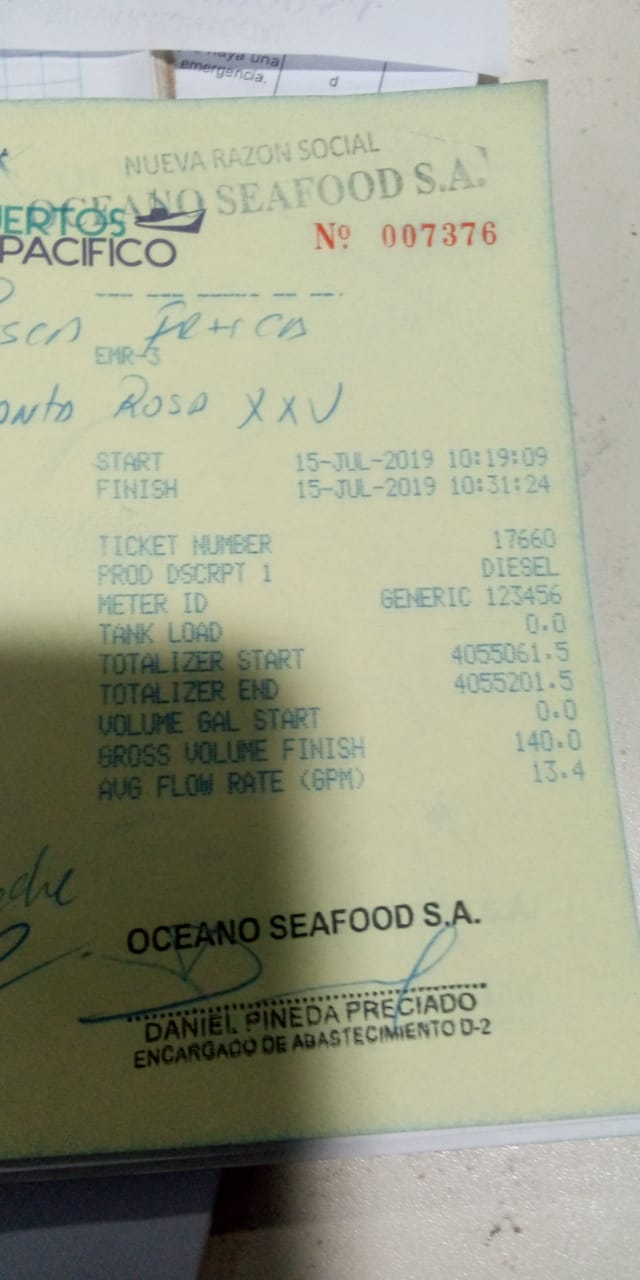 haya una
emergencia.
d
NUEVA RAZON SOCIAL
OCEANO SEAFOOD S.A.
UERTOS
PACIFICO
Nº 007376
EMR-3
Rosa XXV
START 15-JUL-2019 10:19:09
FINISH 15-JUL-2019 10:31:24
TICKET NUMBER 17660
PROD DSCRPT 1 DIESEL
METER ID GENERIC 123456
TANK LOAD 0.0
TOTALIZER START 4055061.5
TOTALIZER END 4055201.5
VOLUME GAL START 0.0
GROSS VOLUME FINISH 140.0
AVG FLOW RATE (GPM) 13.4
OCEANO SEAFOOD S.A.
DANIEL PINEDA PRECIADO
ENCARGADO DE ABASTECIMIENTO D-2